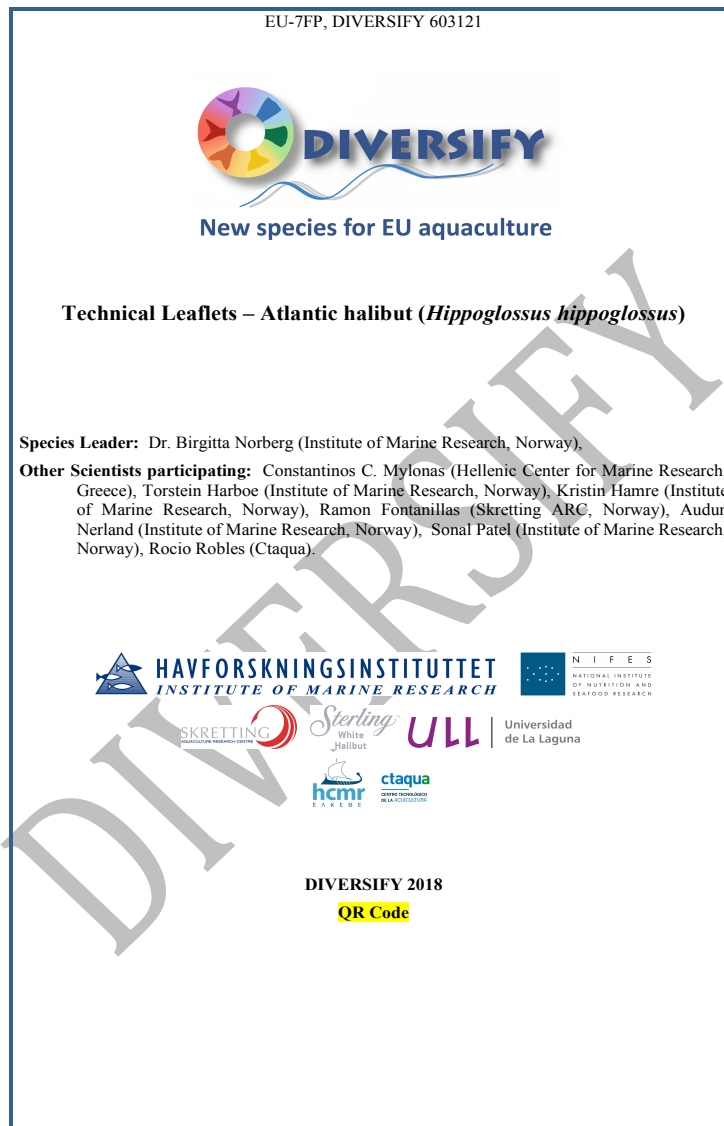 EU-7FP, DIVERSIFY 603121
DIVERSIFY
New species for EU aquaculture
Technical Leaflets – Atlantic halibut (Hippoglossus hippoglossus)
Species Leader: Dr. Birgitta Norberg (Institute of Marine Research, Norway),
Other Scientists participating: Constantinos C. Mylonas (Hellenic Center for Marine Research
Greece), Torstein Harboe (Institute of Marine Research, Norway), Kristin Hamre (Institute
of Marine Research, Norway), Ramon Fontanillas (Skretting ARC, Norway), Audun
Nerland (Institute of Marine Research, Norway), Sonal Patel (Institute of Marine Research
Norway), Rocio Robles (Ctaqua).
HAVFORSKNINGSINSTITUTTET
INSTITUTE OF MARINE RESEARCH
NIFES
NATIONAL INSTITUTE
OF NUTRITION AND
SEAFOOD RESEARCH
SKRETTING
AQUACULTURE RESEARCH CENTRE
Sterling
White
Halibut
ULL
Universidad
de La Laguna
hcmr
ΕΛΚΕΘΕ
ctaqua
CENTRO TECNOLÓGICO
DE LA ACUICULTURA
DIVERSIFY 2018
QR Code
DIVERSIFY